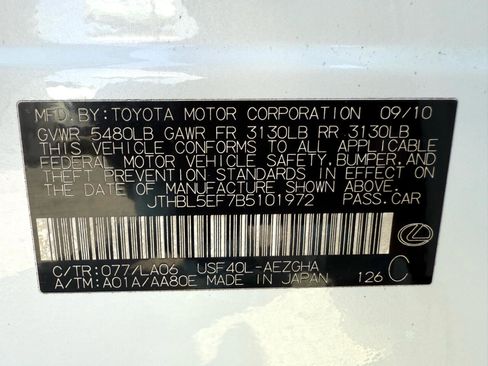 MFD.BY:TOYOTA MOTOR CORPORATION 09/10
GVWR 5480LB GAWR FR 3130LB RR 3130LB
THIS VEHICLE CONFORMS TO ALL APPLICABLE
FEDERAL MOTOR VEHICLE SAFETY,BUMPER,AND
THEFT PREVENTION STANDARDS IN EFFECT ON
THE DATE OF MANUFACTURE SHOWN ABOVE.
JTHBL5EF7B5101972 PASS.CAR
C/TR:077/LA06 USF40L-AEZGHA
A/TM:A01A/AA80E MADE IN JAPAN 126 C